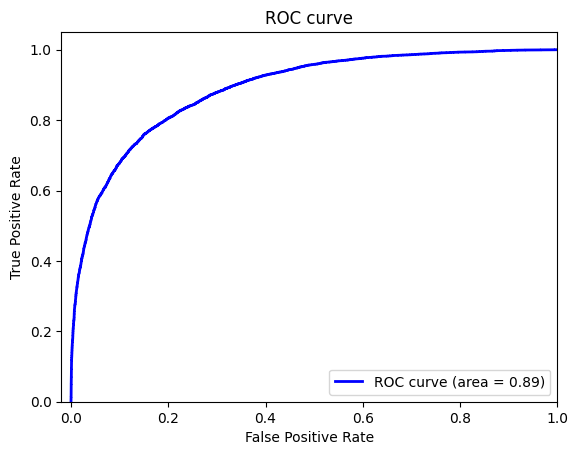 ROC curve
True Positive Rate
1.0
0.8
0.6
0.4
0.2
0.0
ROC curve (area = 0.89)
0.0 0.2 0.4 0.6 0.8 1.0
False Positive Rate